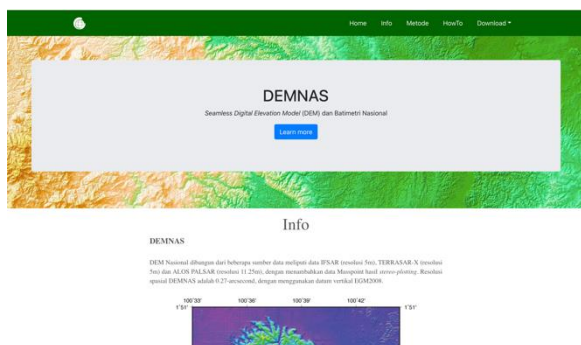 Home Info Metode HowTo Download
DEMNAS
Seamless Digital Elevation Model (DEM) dan Batimetri Nasional
Learn more
Info
DEMNAS
DEM Nasional dibangun dari beberapa sumber data meliputi data IFSAR (resolusi 5m), TERRASAR-X (resolusi
5m) dan ALOS PALSAR (resolusi 11.25m), dengan menambahkan data Masspoint hasil stereo-plotting. Resolusi
spasial DEMNAS adalah 0.27-arcsecond, dengan menggunakan datum vertikal EGM2008.
100°33' 100°36' 100°39' 100°42'
1°51' 1°51'